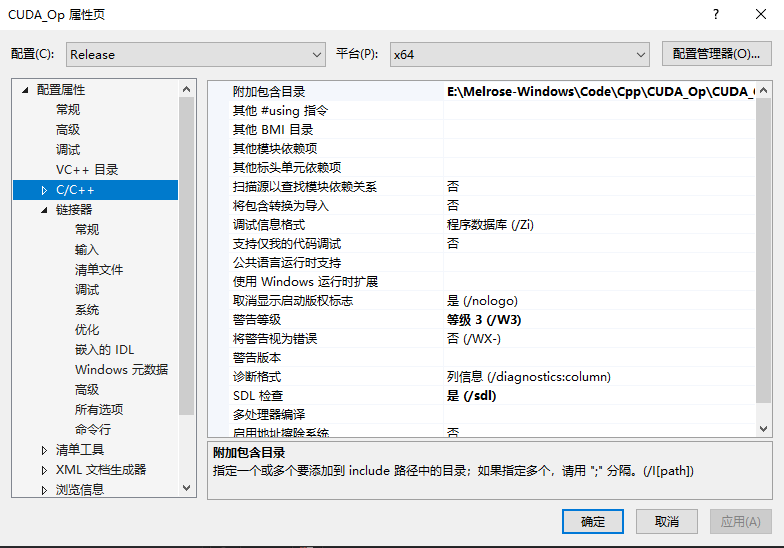 CUDA_Op 属性页
配置(C): Release 平台(P): x64 配置管理器(O)...
配置属性
常规
高级
调试
VC++ 目录
C/C++
链接器
常规
输入
清单文件
调试
系统
优化
嵌入的 IDL
Windows 元数据
高级
所有选项
命令行
清单工具
XML 文档生成器
浏览信息
附加包含目录 E:\Melrose-Windows\Code\Cpp\CUDA_Op\CUDA_
其他 #using 指令
其他 BMI 目录
其他模块依赖项
其他标头单元依赖项
扫描源以查找模块依赖关系 否
将包含转换为导入 否
调试信息格式 程序数据库 (/Zi)
支持仅我的代码调试 否
公共语言运行时支持
使用 Windows 运行时扩展
取消显示启动版权标志 是 (/nologo)
警告等级 等级 3 (/W3)
将警告视为错误 否 (/WX-)
警告版本
诊断格式 列信息 (/diagnostics:column)
SDL 检查 是 (/sdl)
多处理器编译
启用地址擦除系统 否
附加包含目录
指定一个或多个要添加到 include 路径中的目录；如果指定多个，请用 ";" 分隔。(/I[path])
确定 取消 应用(A)